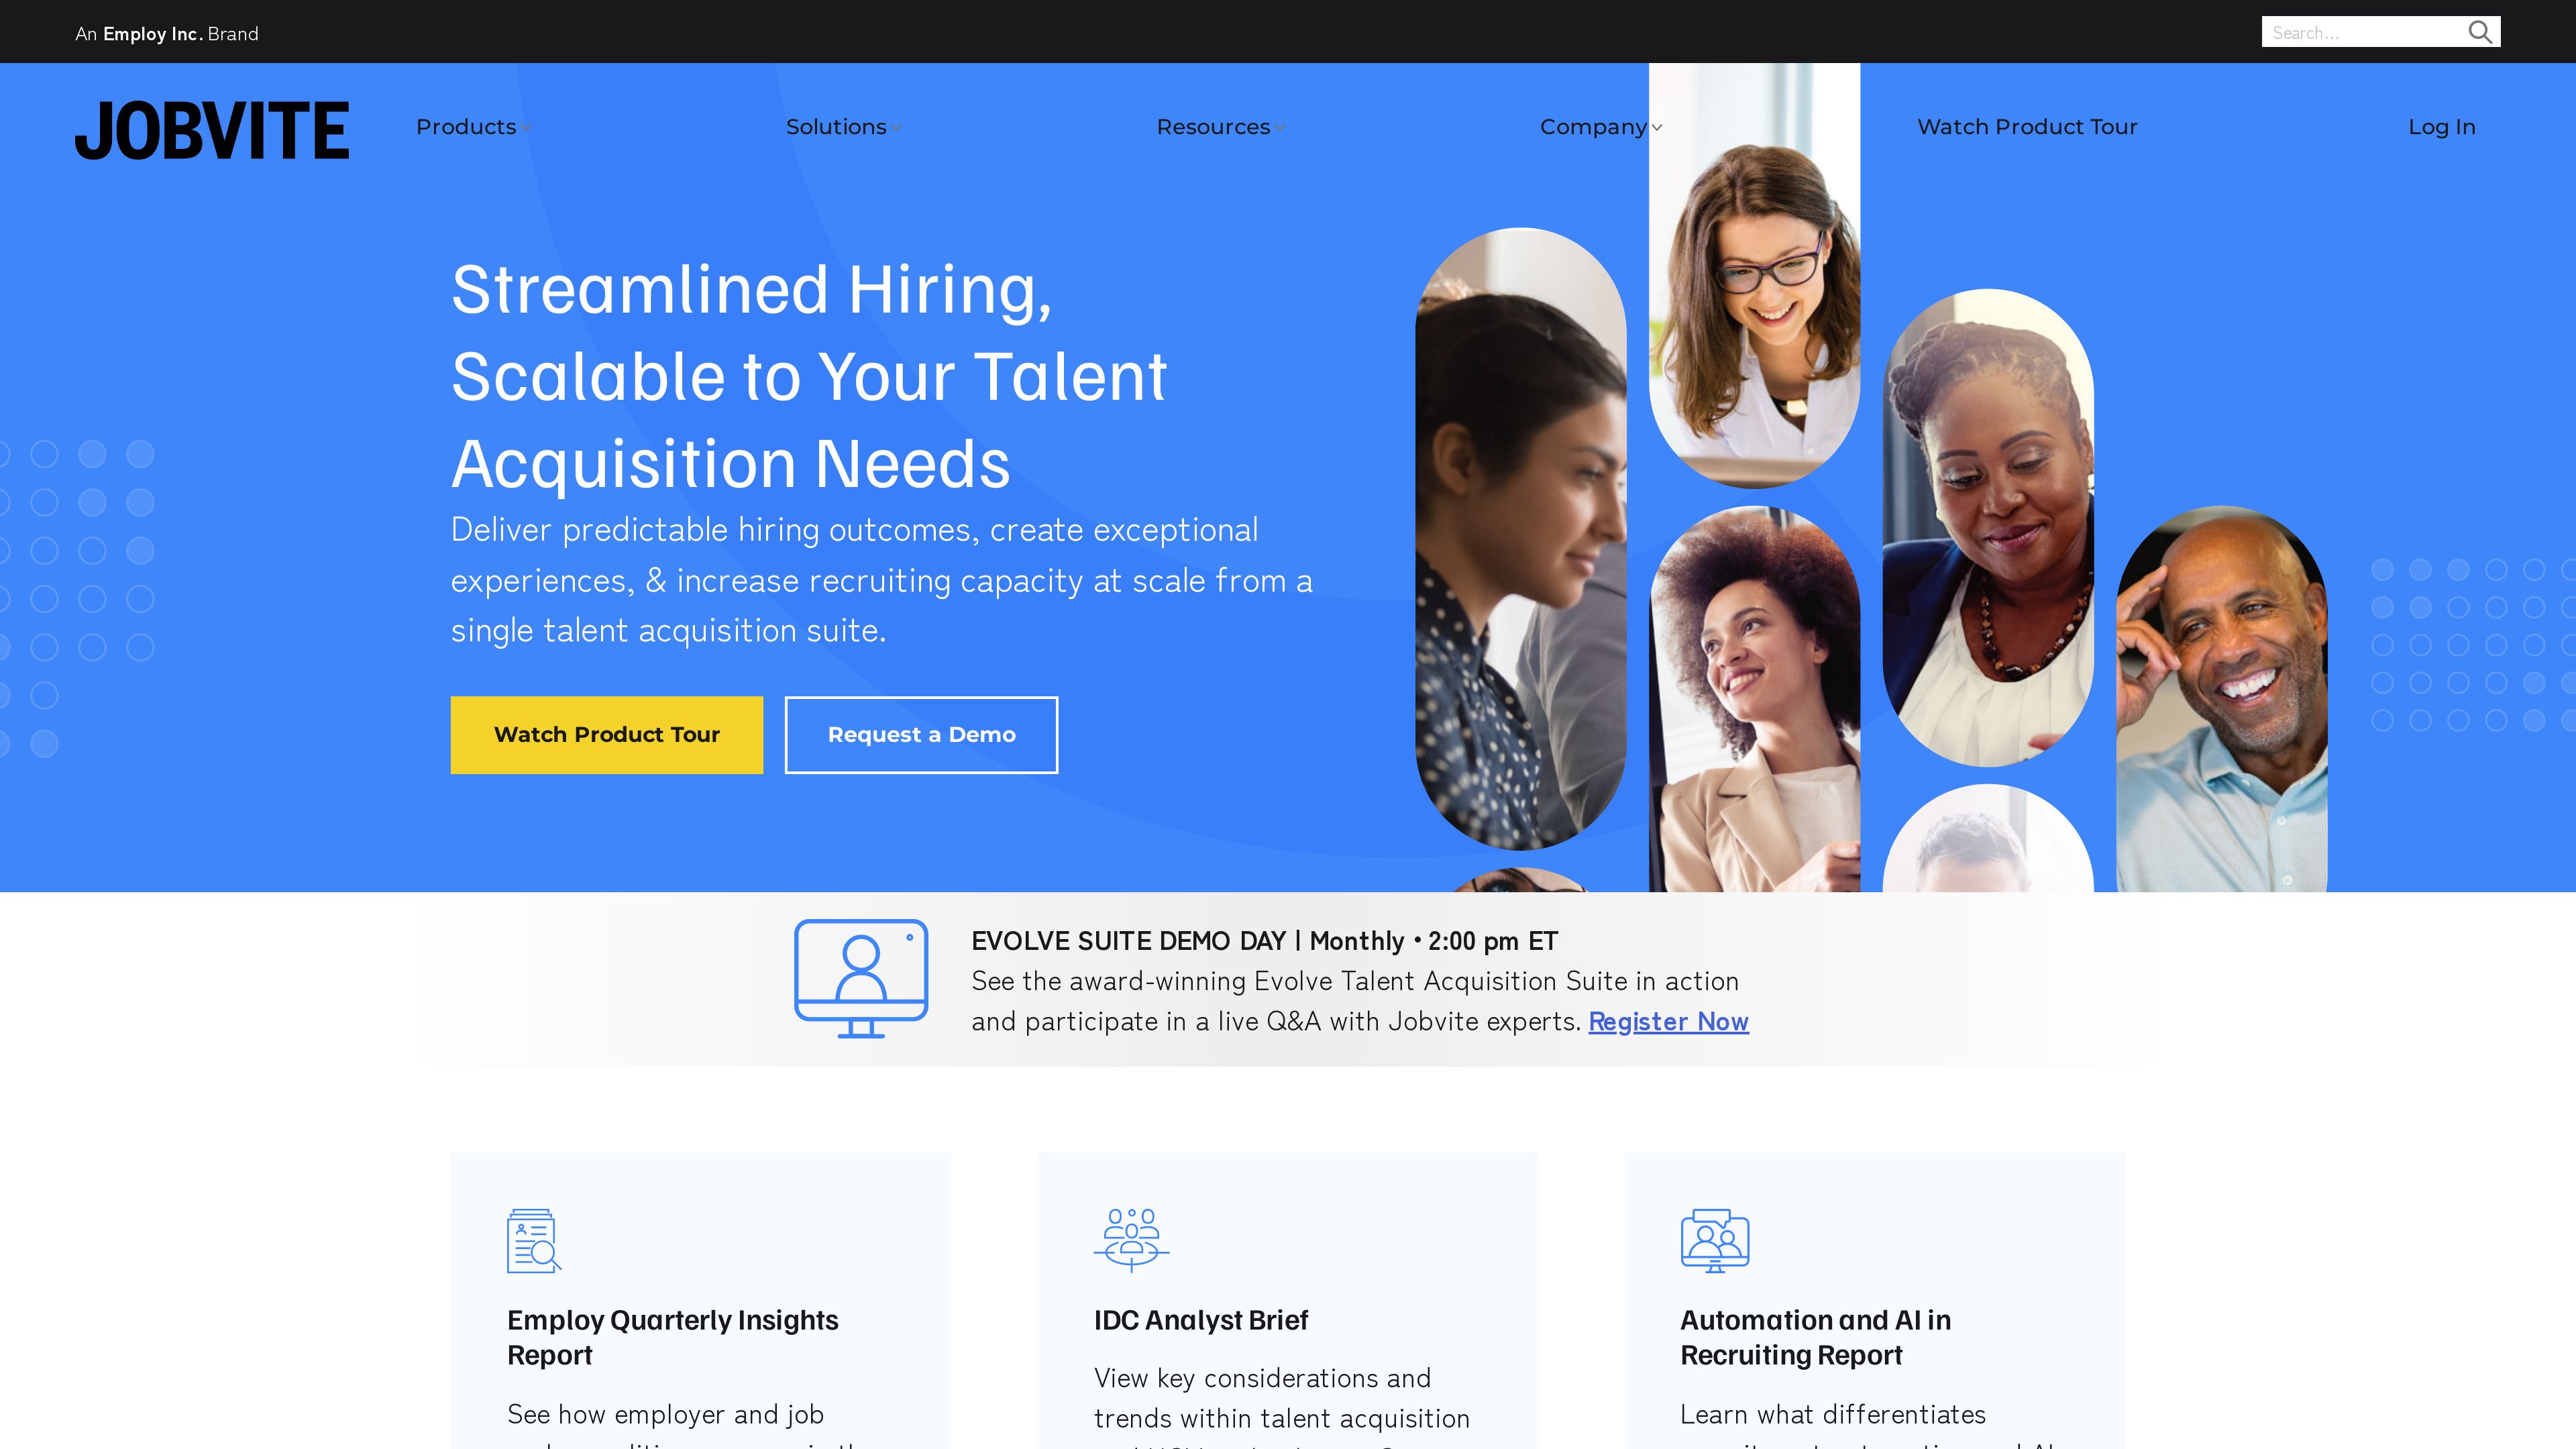 An Employ Inc. Brand
Search...
JOBVITE
Products
Solutions
Resources
Company
Watch Product Tour
Log In
Streamlined Hiring,
Scalable to Your Talent
Acquisition Needs
Deliver predictable hiring outcomes, create exceptional
experiences, & increase recruiting capacity at scale from a
single talent acquisition suite.
Watch Product Tour
Request a Demo
EVOLVE SUITE DEMO DAY | Monthly • 2:00 pm ET
See the award-winning Evolve Talent Acquisition Suite in action
and participate in a live Q&A with Jobvite experts. Register Now
Employ Quarterly Insights
Report
See how employer and job
IDC Analyst Brief
View key considerations and
trends within talent acquisition
Automation and AI in
Recruiting Report
Learn what differentiates